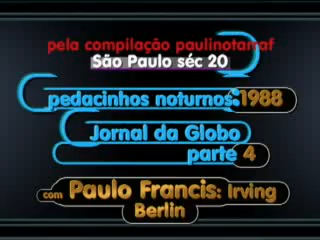 pela compilação paulinotarraf
São Paulo séc 20
pedacinhos noturnos:1988
Jornal da Globo
parte 4
com Paulo Francis: Irving
Berlin